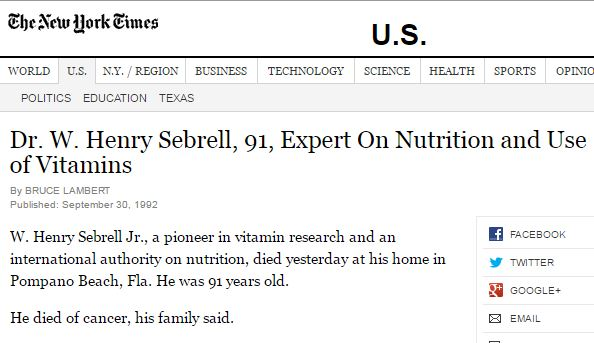 The New York Times
U.S.
WORLD U.S. N.Y. / REGION BUSINESS TECHNOLOGY SCIENCE HEALTH SPORTS OPINIO
POLITICS EDUCATION TEXAS
Dr. W. Henry Sebrell, 91, Expert On Nutrition and Use
of Vitamins
By BRUCE LAMBERT
Published: September 30, 1992
W. Henry Sebrell Jr., a pioneer in vitamin research and an
international authority on nutrition, died yesterday at his home in
Pompano Beach, Fla. He was 91 years old.
He died of cancer, his family said.
FACEBOOK
TWITTER
GOOGLE+
EMAIL